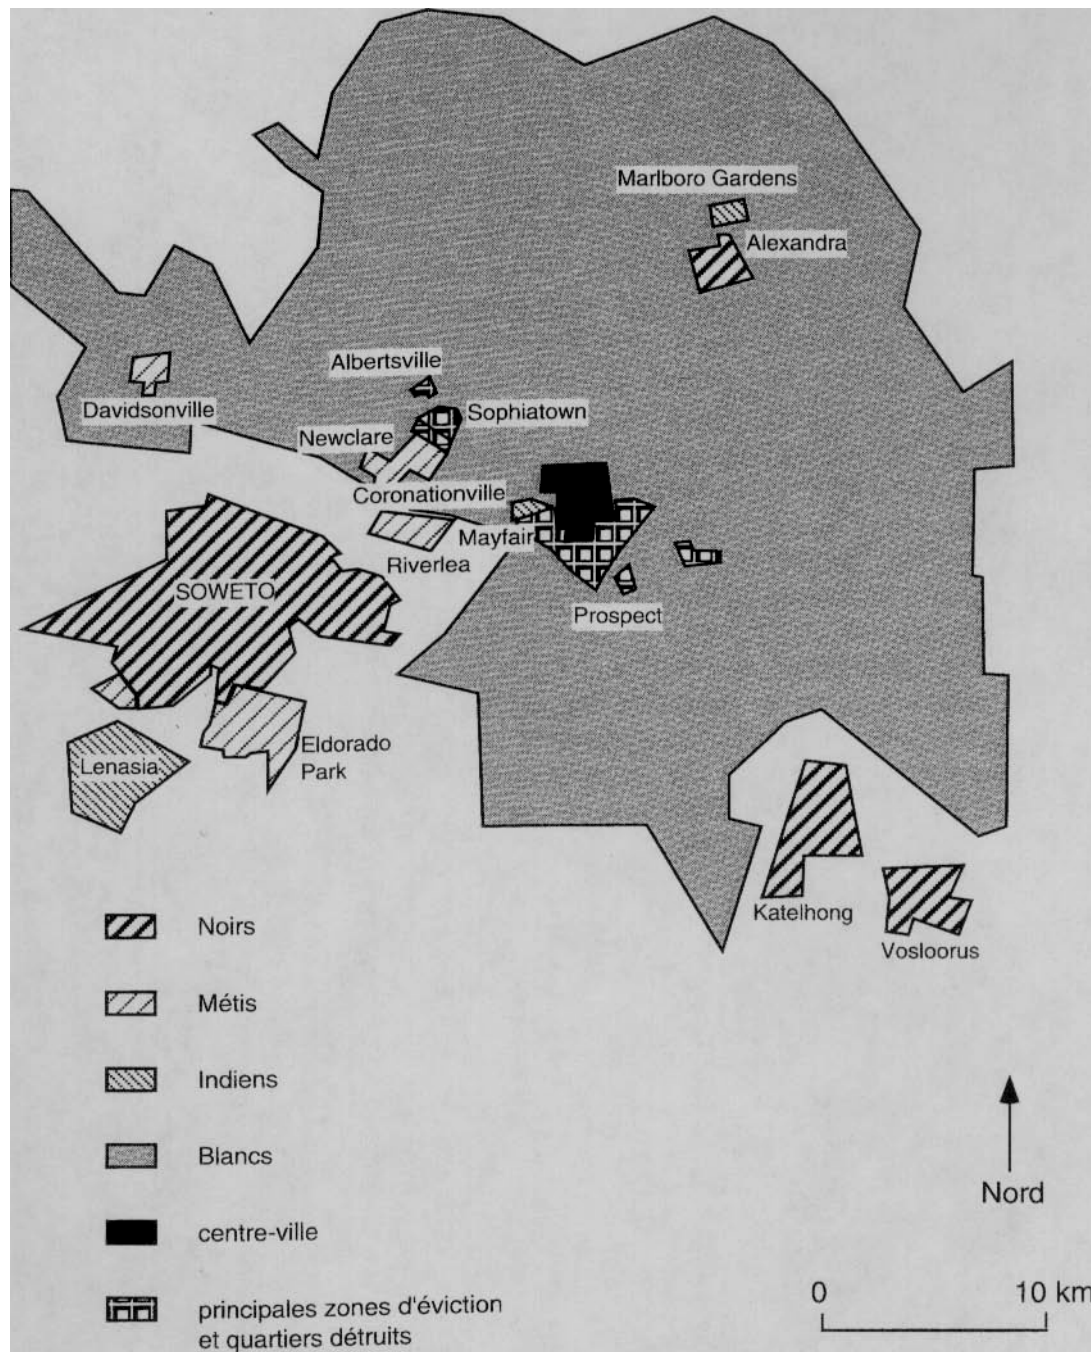 Marlboro Gardens
Alexandra
Albertsville
Davidsonville
Sophiatown
Newclare
Coronationville
Mayfair
Riverlea
SOWETO
Prospect
Eldorado
Park
Lenasia
Katelhong
Vosloorus
Noirs
Métis
Indiens
Blancs
centre-ville
principales zones d'éviction
et quartiers détruits
Nord
0 10 km